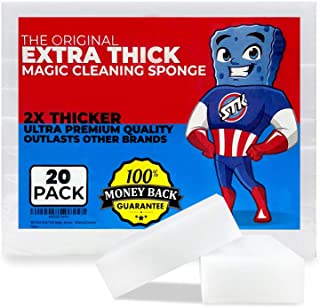 THE ORIGINAL
EXTRA THICK
MAGIC CLEANING SPONGE
2X THICKER
ULTRA PREMIUM QUALITY
OUTLASTS OTHER BRANDS
STK
20
PACK
100%
MONEY BACK
GUARANTEE